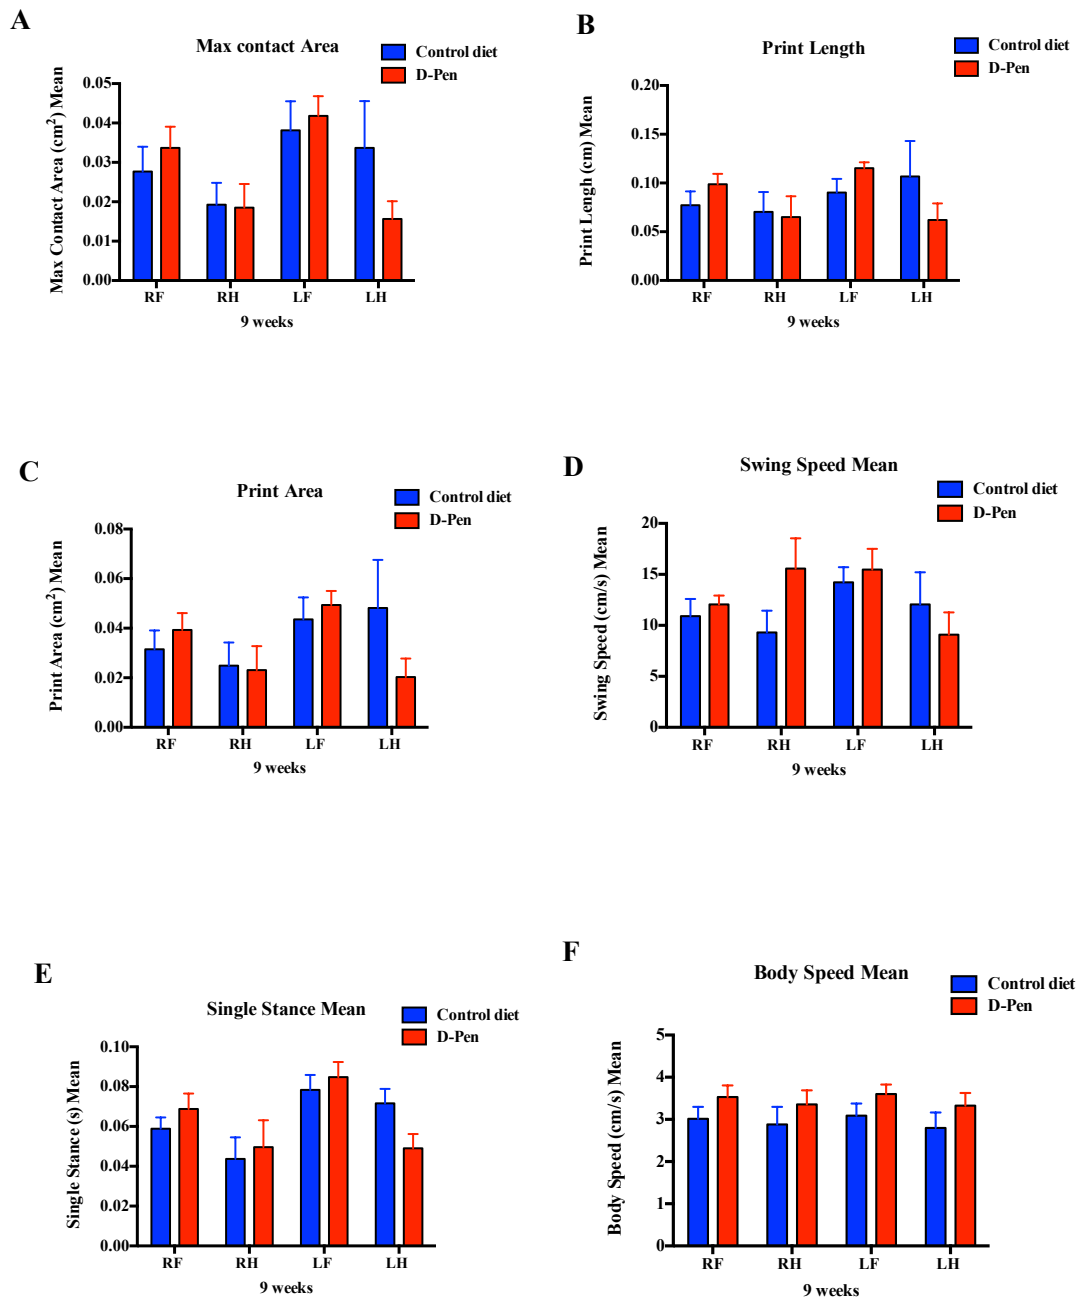 A
Max contact Area
Control diet
D-Pen
Max Contact Area (cm²) Mean
0.05
0.04
0.03
0.02
0.01
0.00
RF RH LF LH
9 weeks
B
Print Length
Control diet
D-Pen
Print Lengh (cm) Mean
0.20
0.15
0.10
0.05
0.00
RF RH LF LH
9 weeks
C
Print Area
Control diet
D-Pen
Print Area (cm²) Mean
0.08
0.06
0.04
0.02
0.00
RF RH LF LH
9 weeks
D
Swing Speed Mean
Control diet
D-Pen
Swing Speed (cm/s) Mean
20
15
10
5
0
RF RH LF LH
9 weeks
E
Single Stance Mean
Control diet
D-Pen
Single Stance (s) Mean
0.10
0.08
0.06
0.04
0.02
0.00
RF RH LF LH
9 weeks
F
Body Speed Mean
Control diet
D-Pen
Body Speed (cm/s) Mean
5
4
3
2
1
0
RF RH LF LH
9 weeks